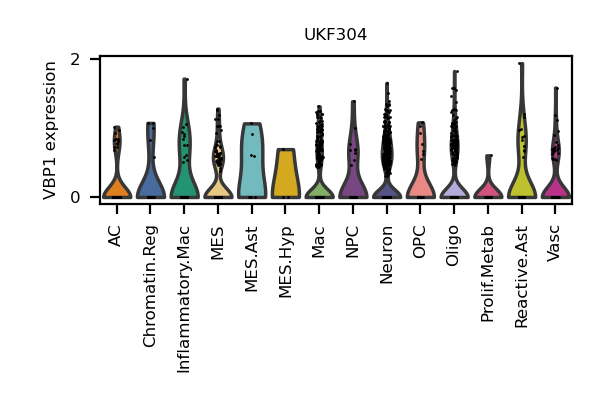 UKF304
VBP1 expression
2
0
AC
Chromatin.Reg
Inflammatory.Mac
MES
MES.Ast
MES.Hyp
Mac
NPC
Neuron
OPC
Oligo
Prolif.Metab
Reactive.Ast
Vasc